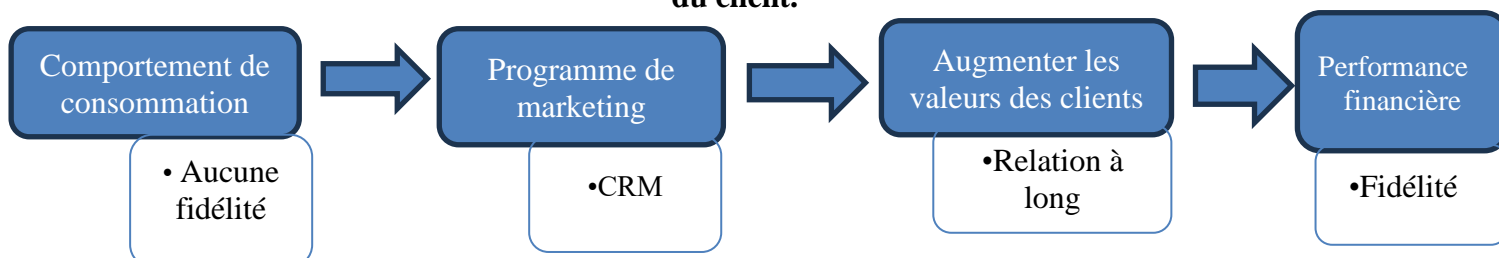 du client.
Comportement de
consommation
• Aucune
fidélité
Programme de
marketing
•CRM
Augmenter les
valeurs des clients
•Relation à
long
Performance
financière
•Fidélité